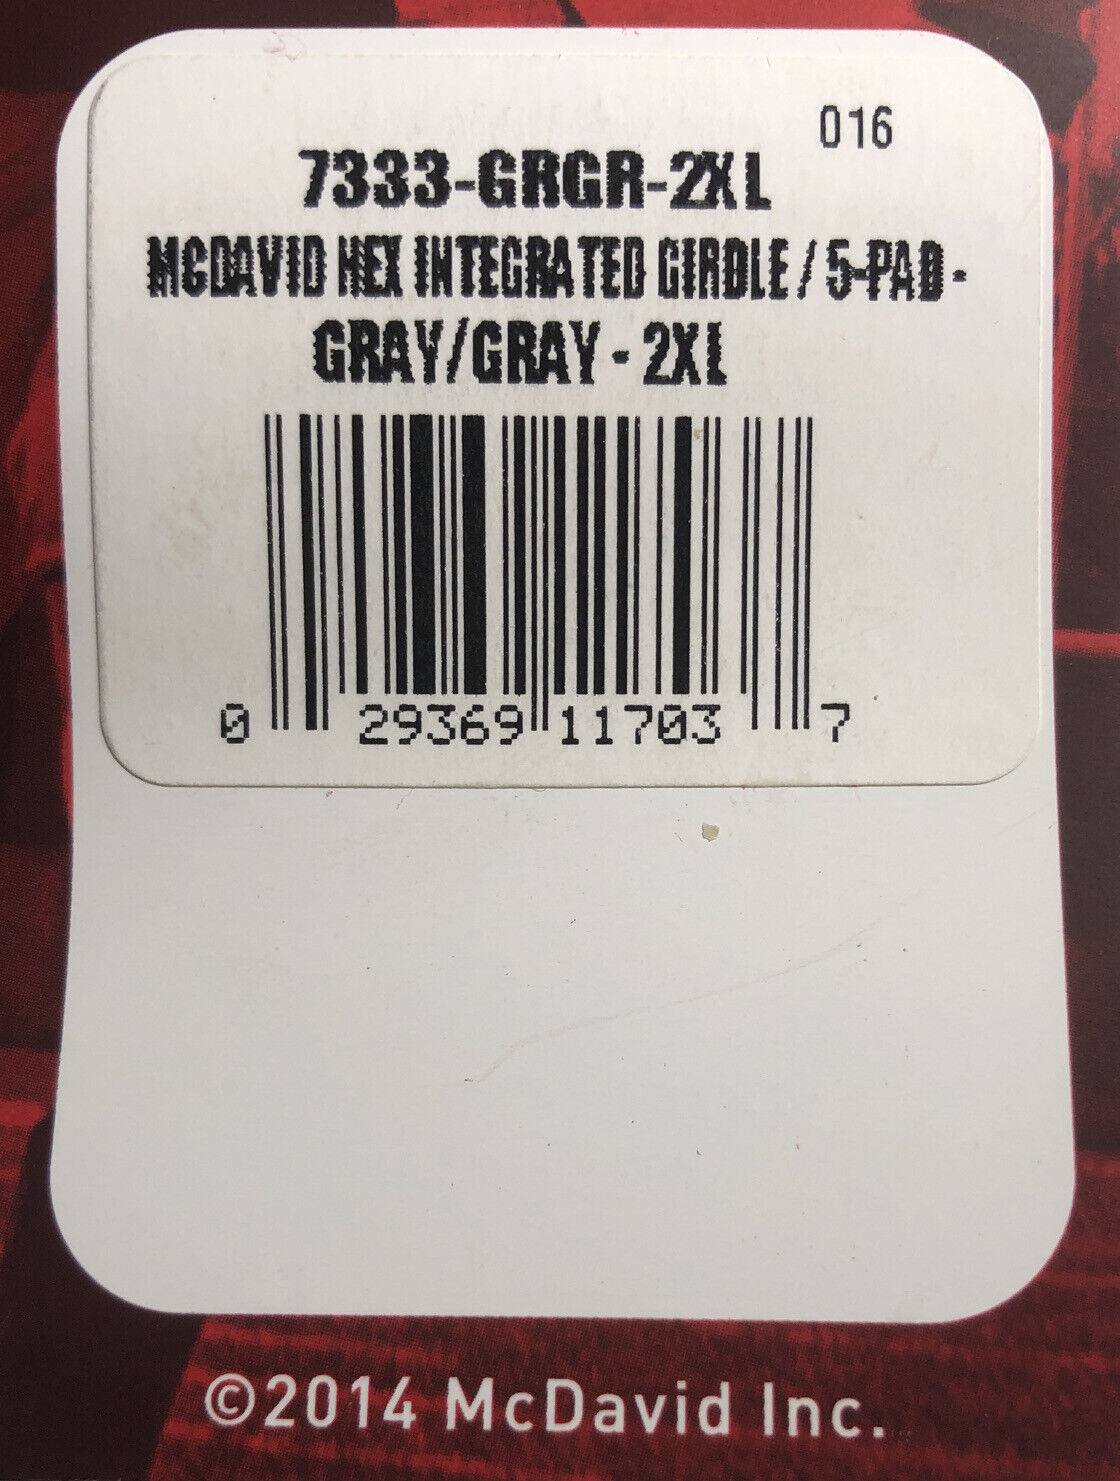 016
7333-GRGR-2XL
MCDAVID HEX INTEGRATED GIRDLE / 5-PAD -
GRAY/GRAY - 2XL
0 29369 11703 7
©2014 McDavid Inc.